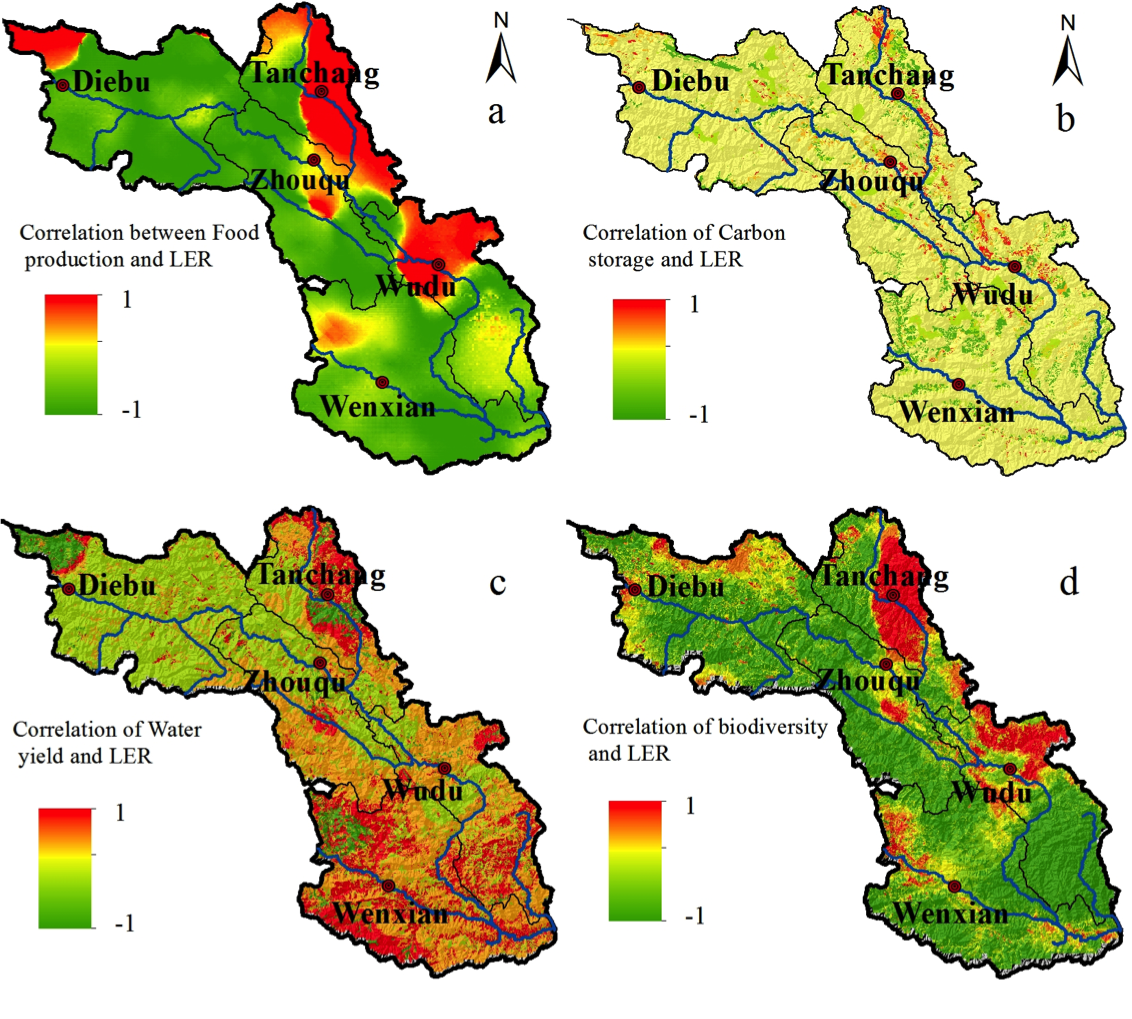 N
Diebu
Tanchang
a
Zhouqu
Correlation between Food
production and LER
1
-1
Wudu
Wenxian
N
Diebu
Tanchang
b
Zhouqu
Correlation of Carbon
storage and LER
1
-1
Wudu
Wenxian
Diebu
Tanchang
c
Zhouqu
Correlation of Water
yield and LER
1
-1
Wudu
Wenxian
Diebu
Tanchang
d
Zhouqu
Correlation of biodiversity
and LER
1
-1
Wudu
Wenxian